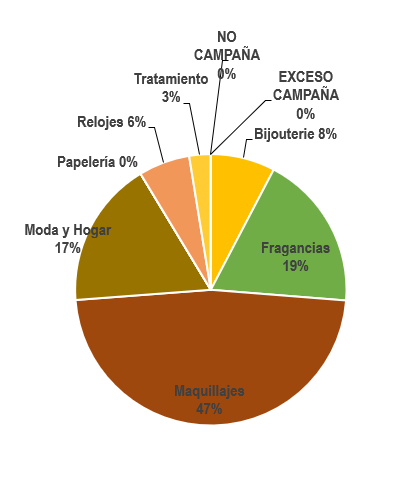 NO
CAMPAÑA
0%
EXCESO
CAMPAÑA
0%
Tratamiento
3%
Relojes 6%
Bijouterie 8%
Papelería 0%
Moda y Hogar
17%
Fragancias
19%
Maquillajes
47%